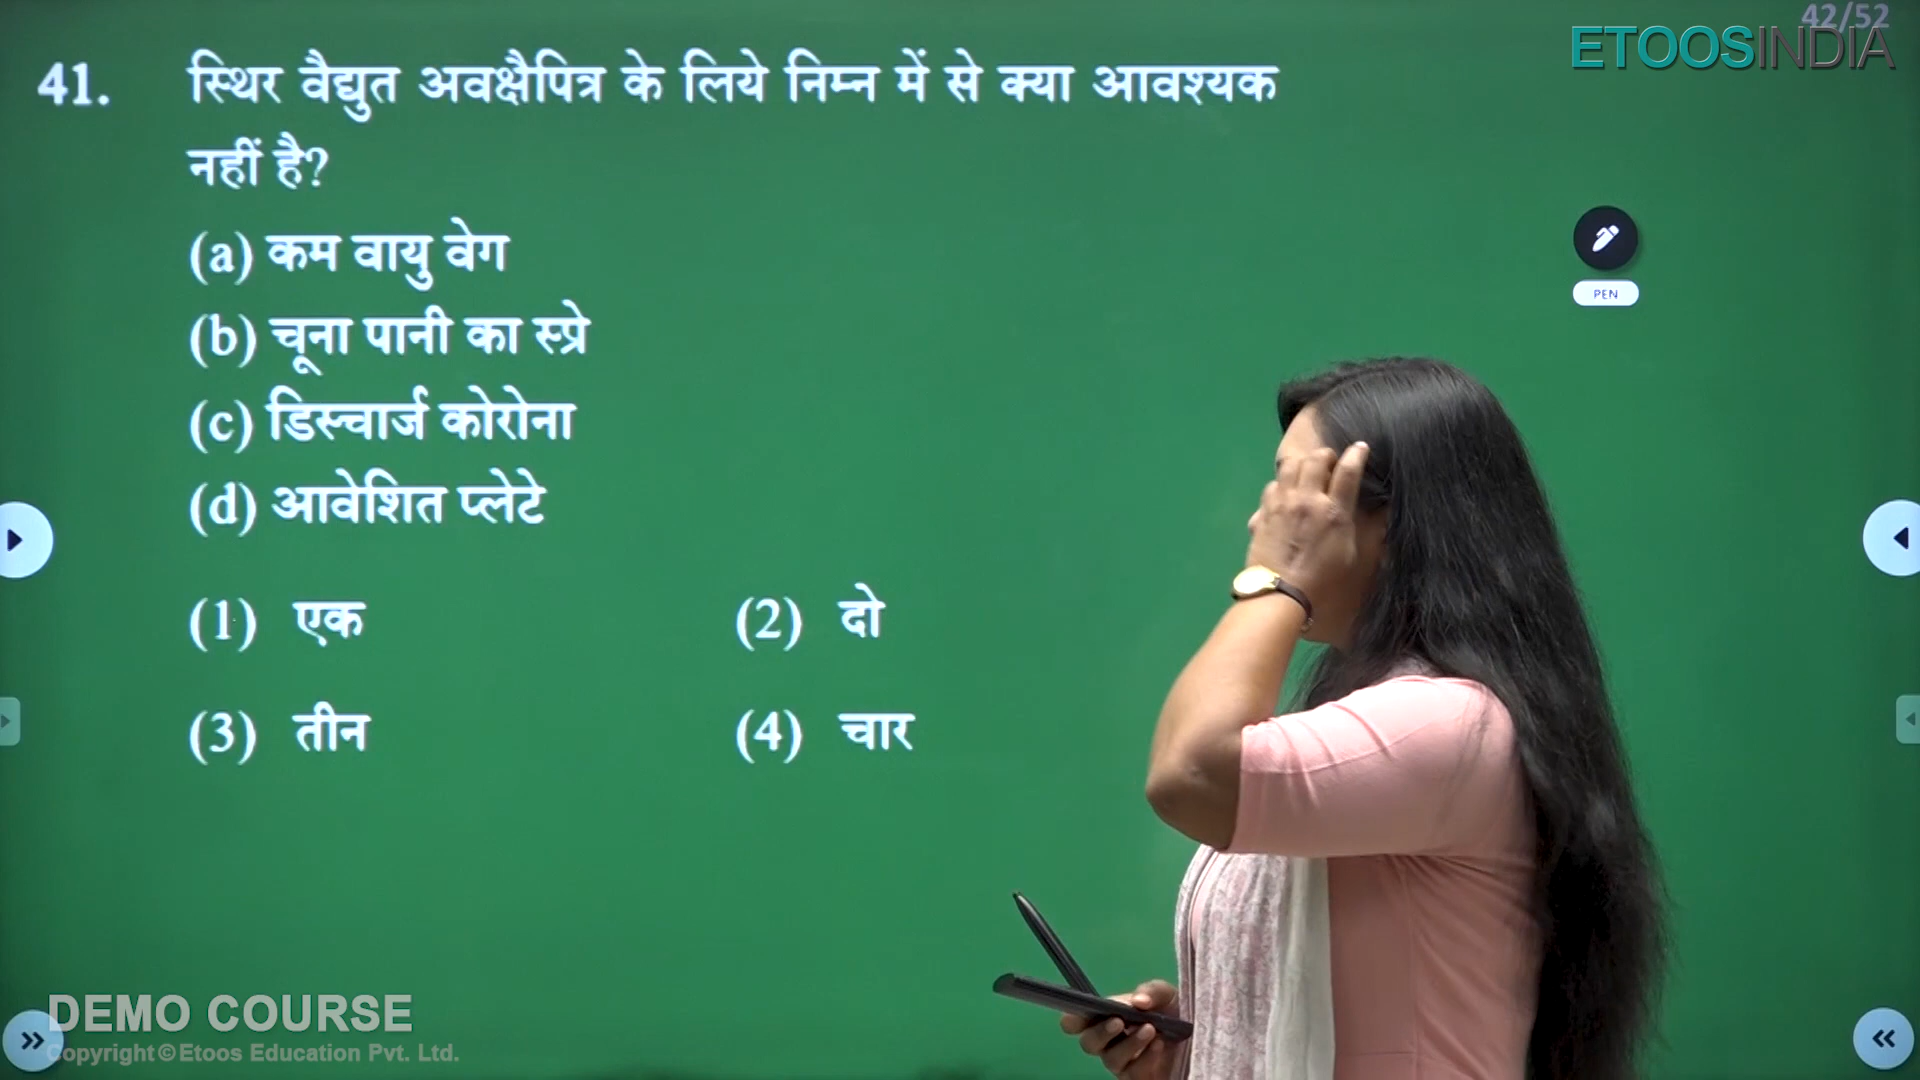 42/52
ETOOSINDIA
41. स्थिर वैद्युत अवक्षैपित्र के लिये निम्न में से क्या आवश्यक
नहीं है?
(a) कम वायु वेग
(b) चूना पानी का स्प्रे
(c) डिस्चार्ज कोरोना
(d) आवेशित प्लेटे
(1) एक (2) दो
(3) तीन (4) चार
PEN
DEMO COURSE
Copyright © Etoos Education Pvt. Ltd.